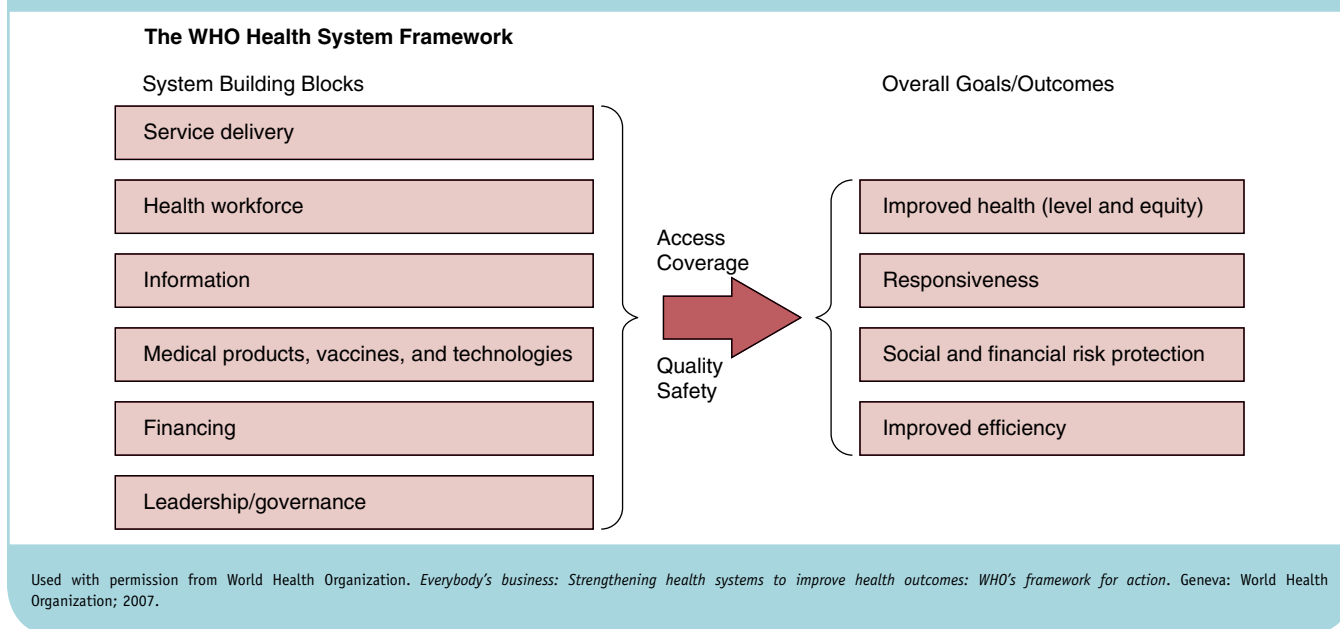 The WHO Health System Framework
System Building Blocks
Service delivery
Health workforce
Information
Medical products, vaccines, and technologies
Financing
Leadership/governance
Access
Coverage
Quality
Safety
Overall Goals/Outcomes
Improved health (level and equity)
Responsiveness
Social and financial risk protection
Improved efficiency
Used with permission from World Health Organization. Everybody's business: Strengthening health systems to improve health outcomes: WHO's framework for action. Geneva: World Health
Organization; 2007.